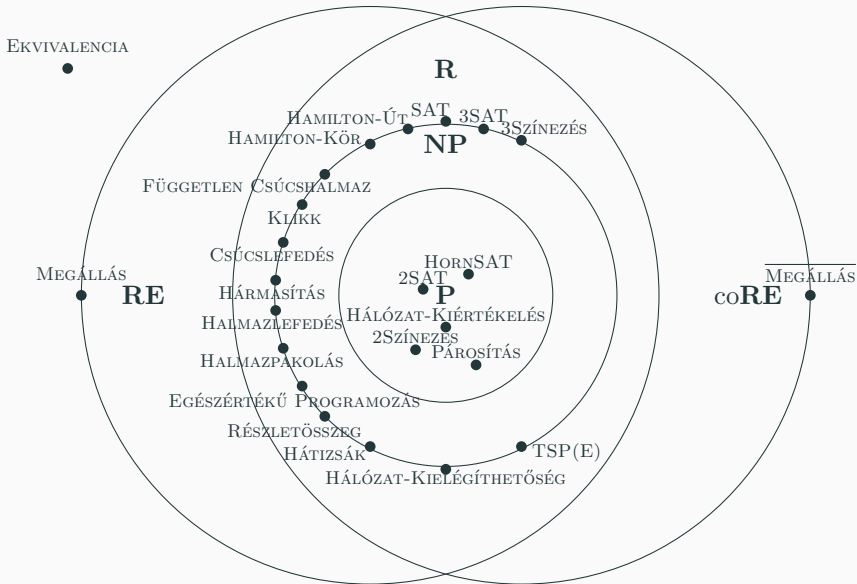 Ekvivalencia
R
Hamilton-Út
SAT
3SAT
3Színezés
Hamilton-Kör
NP
Független Csúcshalmaz
Klikk
Csúcslefedés
HornSAT
Megállás
2SAT
Megállás
Hármasítás
RE
P
coRE
Halmazlefedés
Hálózat-Kiértékelés
2Színezés
Halmazpakolás
Párosítás
Egészértékű Programozás
Részletösszeg
Hátizsák
TSP(E)
Hálózat-Kielégíthetőség